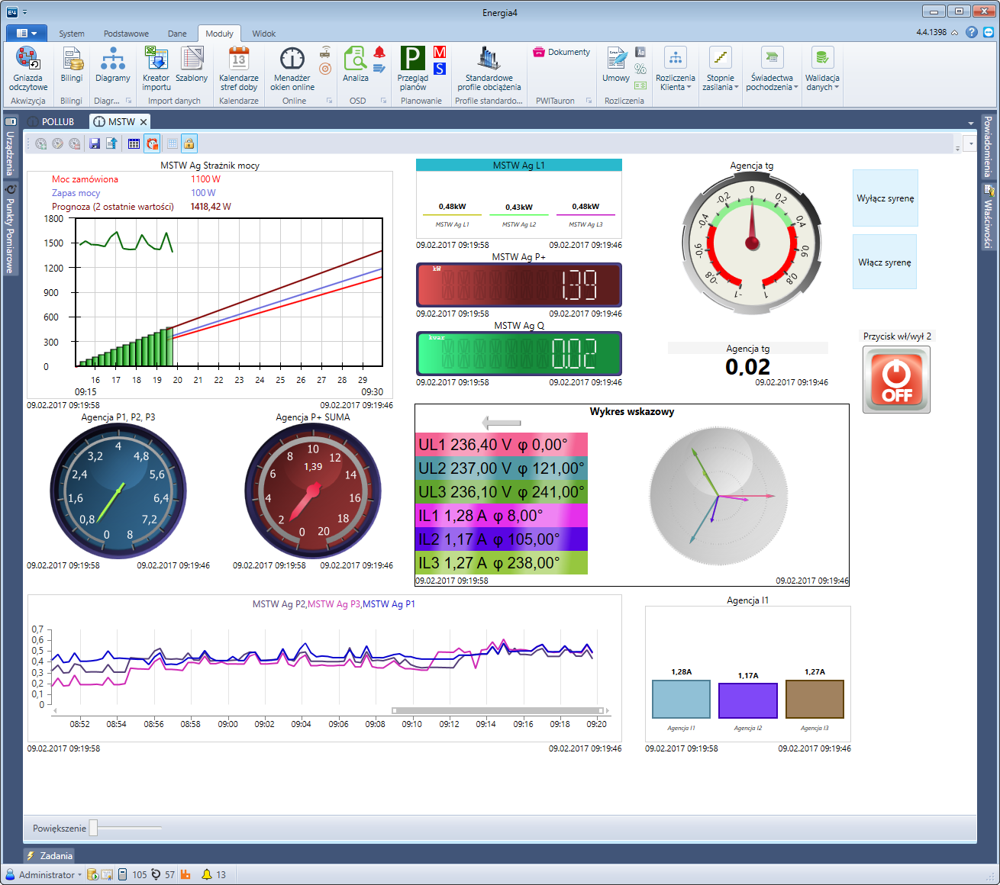 Energia4
System Podstawowe Dane Moduły Widok
4.4.1398
Gniazda odczytowe
Akwizycja
Bilingi
Bilingi
Diagramy
Diagr...
Kreator importu
Szablony
Import danych
13
Kalendarze stref doby
Kalendarze
Menadżer okien online
Online
Analiza
OSD
P
M
S
Przegląd planów
Planowanie
Standardowe profile obciążenia
Profile standardo...
Dokumenty
PWITauron
Umowy
Rozliczenia
Rozliczenia Klienta
Stopnie zasilania
Świadectwa pochodzenia
Walidacja danych
Urządzenia
Punkty Pomiarowe
POLLUB
MSTW
Powiadomienia
Właściwości
MSTW Ag Strażnik mocy
Moc zamówiona 1100 W
Zapas mocy 100 W
Prognoza (2 ostatnie wartości) 1418,42 W
1800
1500
1200
900
600
300
0
16 17 18 19 20 21 22 23 24 25 26 27 28 29
09:15 09:30
09.02.2017 09:19:58 09.02.2017 09:19:46
MSTW Ag L1
0,48kW 0,43kW 0,48kW
MSTW Ag L1 MSTW Ag L2 MSTW Ag L3
09.02.2017 09:19:58 09.02.2017 09:19:46
MSTW Ag P+
kW
1.39
09.02.2017 09:19:58 09.02.2017 09:19:46
MSTW Ag Q
kvar
0.02
09.02.2017 09:19:58 09.02.2017 09:19:46
Agencja tg
-1 -0,8 -0,6 -0,4 -0,2 0 0,2 0,4 0,6 0,8 1
Wyłącz syrenę
Włącz syrenę
Agencja tg
0,02
09.02.2017 09:19:46
Przycisk wł/wył 2
OFF
Agencja P1, P2, P3
0 0,8 1,6 2,4 3,2 4 4,8 5,6 6,4 7,2 8
09.02.2017 09:19:58 09.02.2017 09:19:46
Agencja P+ SUMA
1,39
0 2 4 6 8 10 12 14 16 18 20
09.02.2017 09:19:58 09.02.2017 09:19:46
Wykres wskazowy
UL1 236,40 V φ 0,00°
UL2 237,00 V φ 121,00°
UL3 236,10 V φ 241,00°
IL1 1,28 A φ 8,00°
IL2 1,17 A φ 105,00°
IL3 1,27 A φ 238,00°
09.02.2017 09:19:58 09.02.2017 09:19:46
MSTW Ag P2,MSTW Ag P3,MSTW Ag P1
0,7
0,6
0,5
0,4
0,3
0,2
0,1
0
08:52 08:54 08:56 08:58 09:00 09:02 09:04 09:06 09:08 09:10 09:12 09:14 09:16 09:18 09:20
09.02.2017 09:19:58 09.02.2017 09:19:46
Agencja I1
1,28A 1,17A 1,27A
Agencja I1 Agencja I2 Agencja I3
09.02.2017 09:19:58 09.02.2017 09:19:46
Powiększenie
Zadania
Administrator 105 57 13